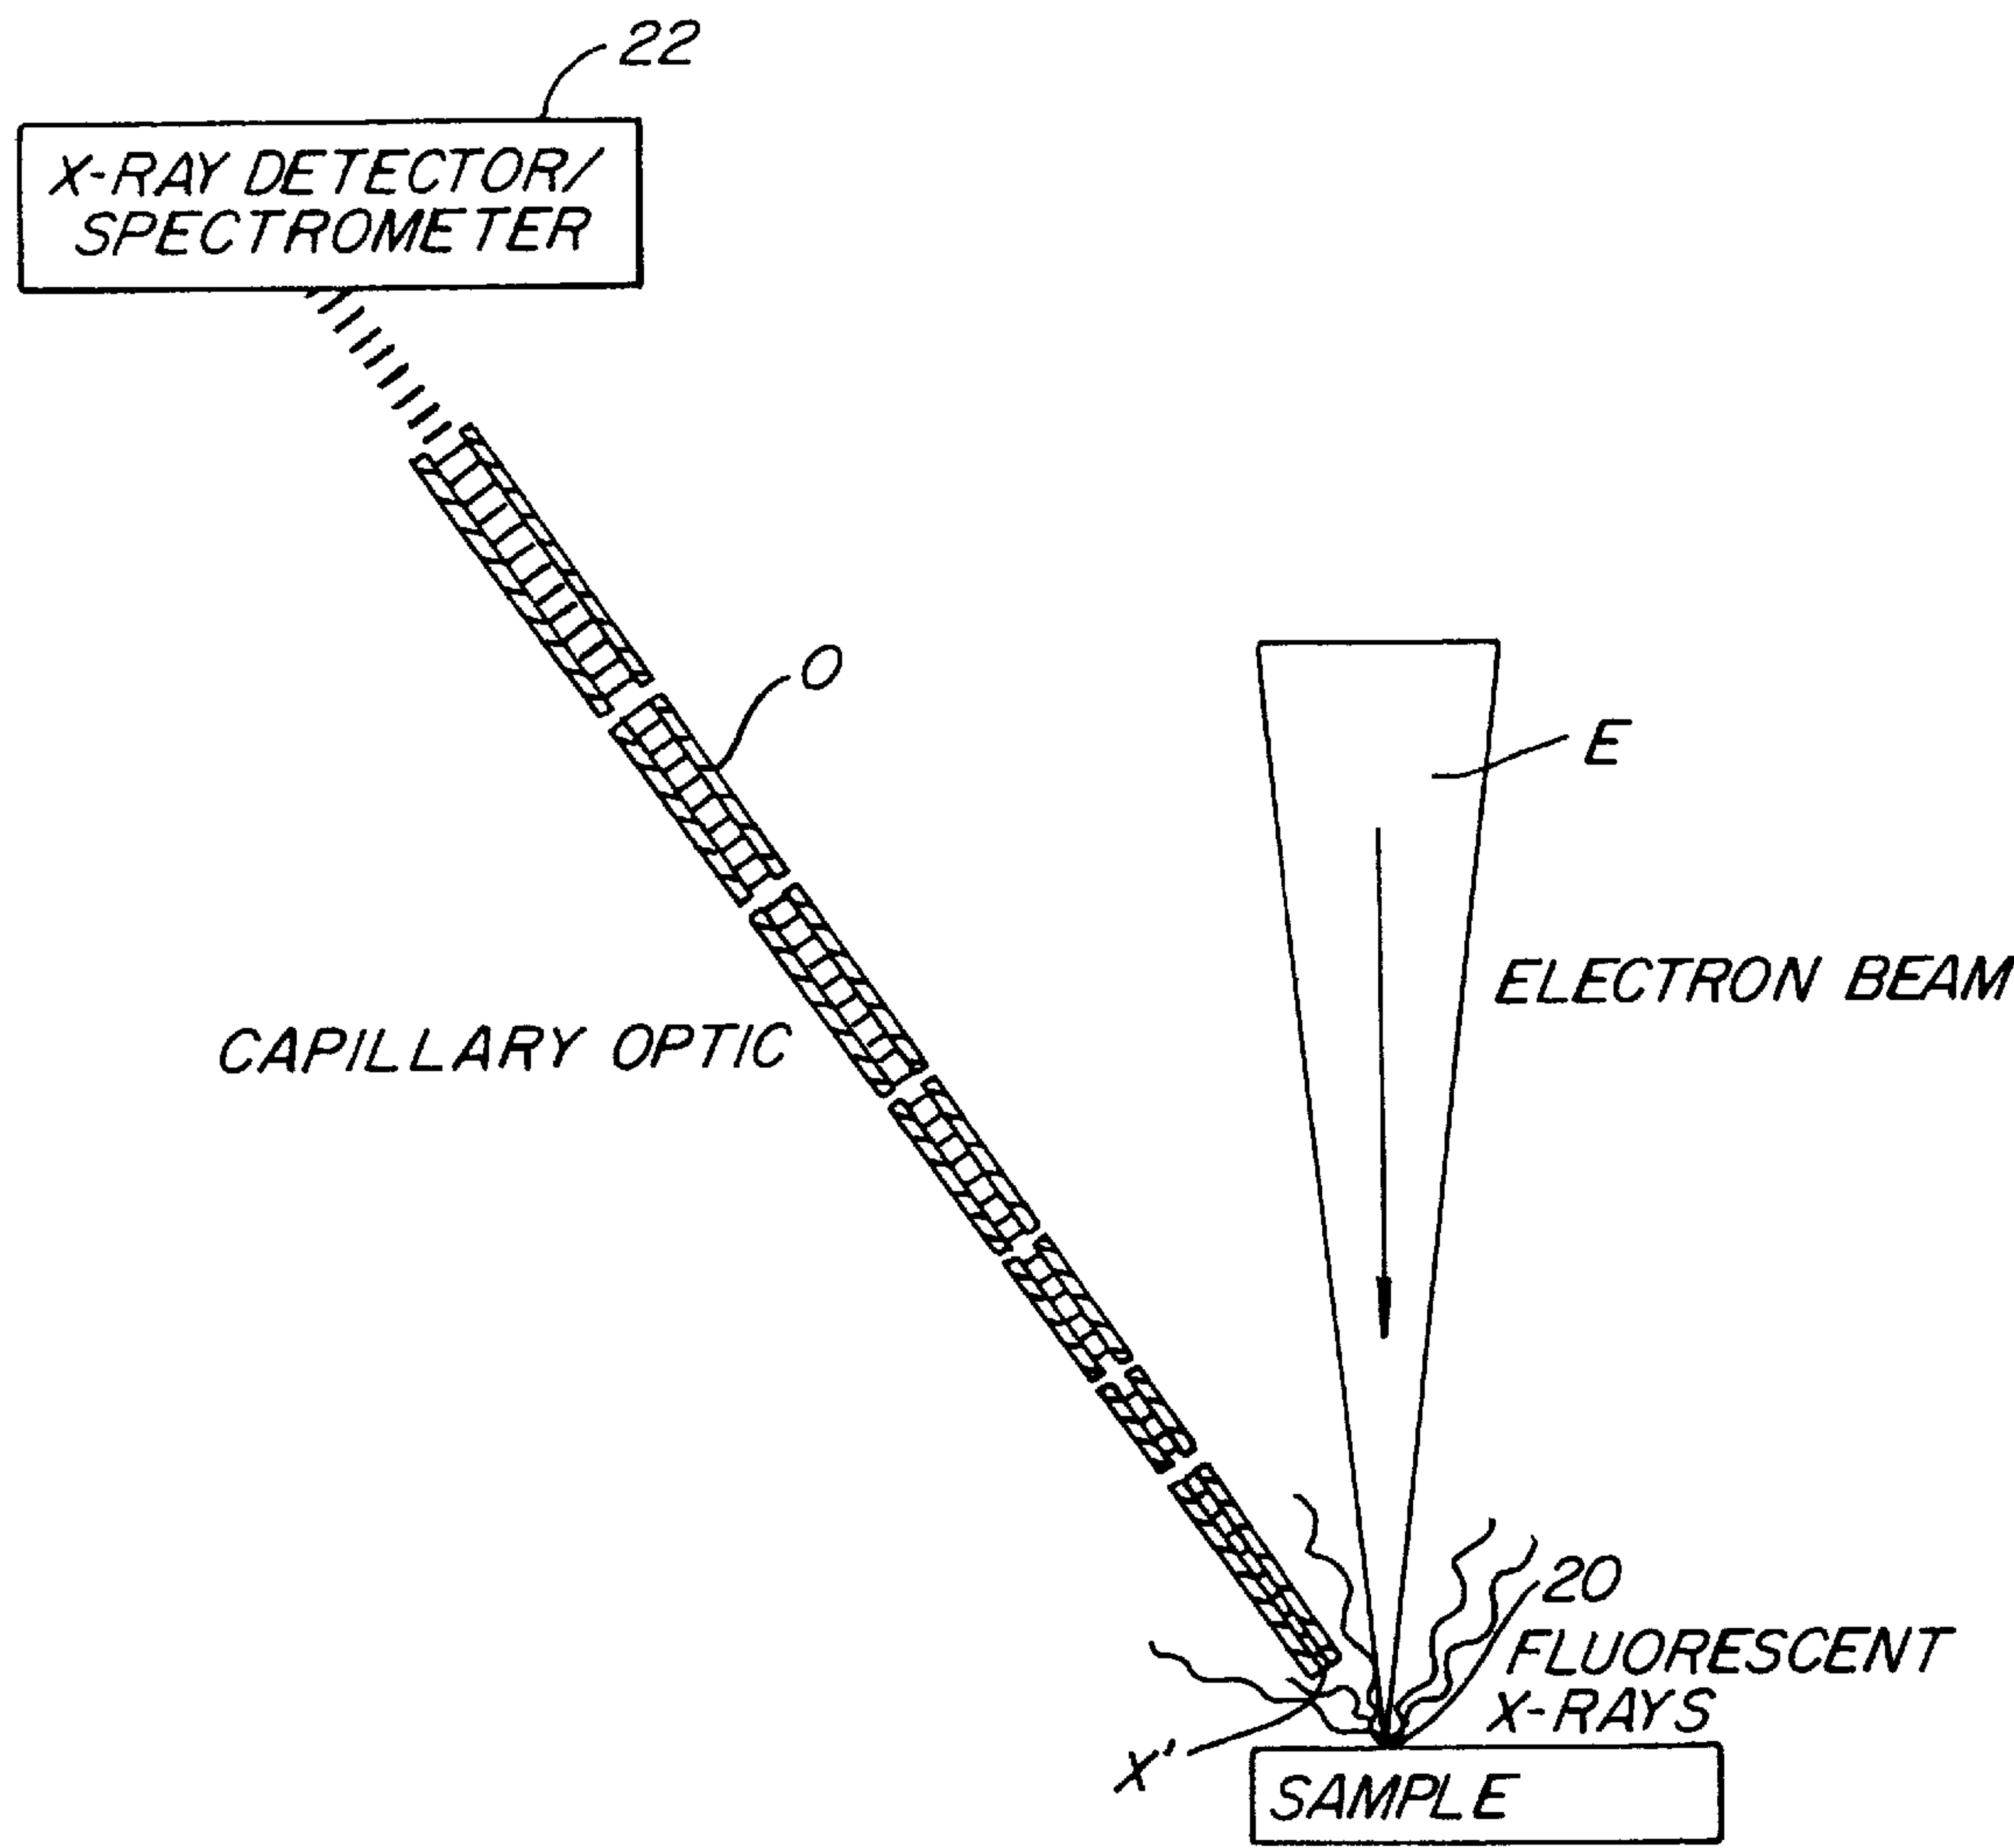 22
X-RAY DETECTOR/
SPECTROMETER
O
E
ELECTRON BEAM
CAPILLARY OPTIC
20
FLUORESCENT
X-RAYS
X'
SAMPLE